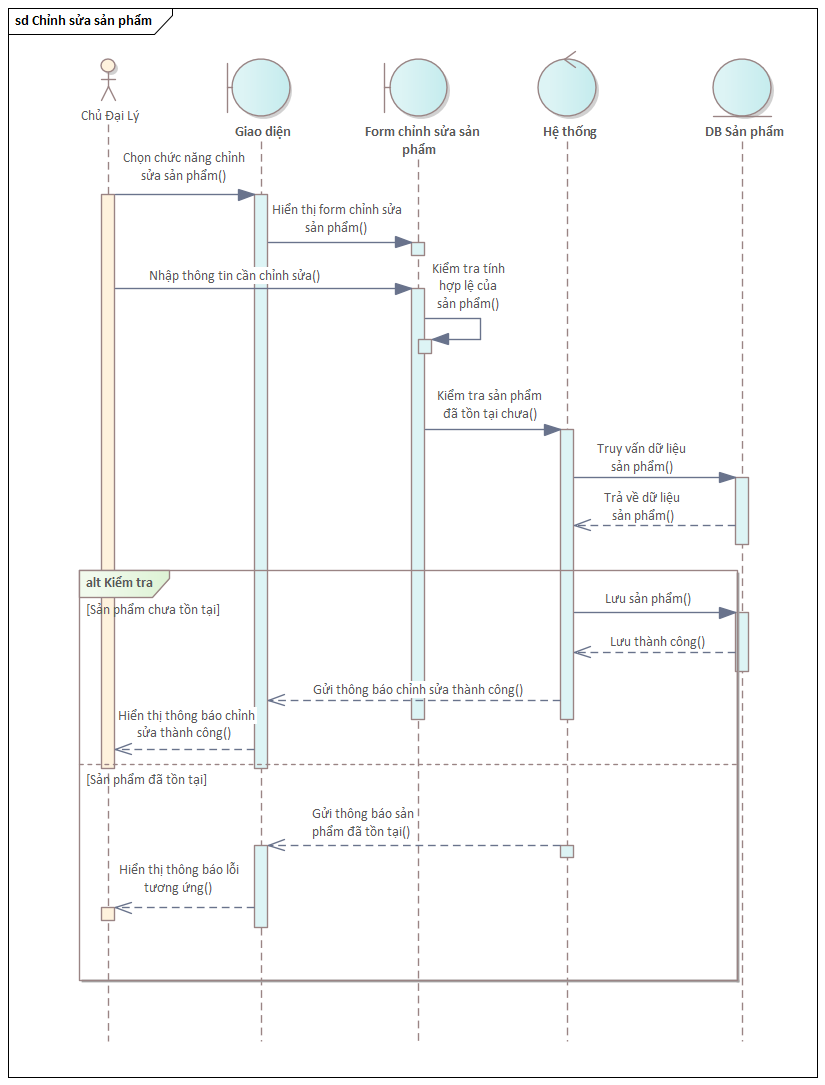 sd Chỉnh sửa sản phẩm
Chủ Đại Lý
Giao diện
Form chỉnh sửa sản
phẩm
Hệ thống
DB Sản phẩm
Chọn chức năng chỉnh
sửa sản phẩm()
Hiển thị form chỉnh sửa
sản phẩm()
Nhập thông tin cần chỉnh sửa()
Kiểm tra tính
hợp lệ của
sản phẩm()
Kiểm tra sản phẩm
đã tồn tại chưa()
Truy vấn dữ liệu
sản phẩm()
Trả về dữ liệu
sản phẩm()
alt Kiểm tra
[Sản phẩm chưa tồn tại]
Lưu sản phẩm()
Lưu thành công()
Gửi thông báo chỉnh sửa thành công()
Hiển thị thông báo chỉnh
sửa thành công()
[Sản phẩm đã tồn tại]
Gửi thông báo sản
phẩm đã tồn tại()
Hiển thị thông báo lỗi
tương ứng()